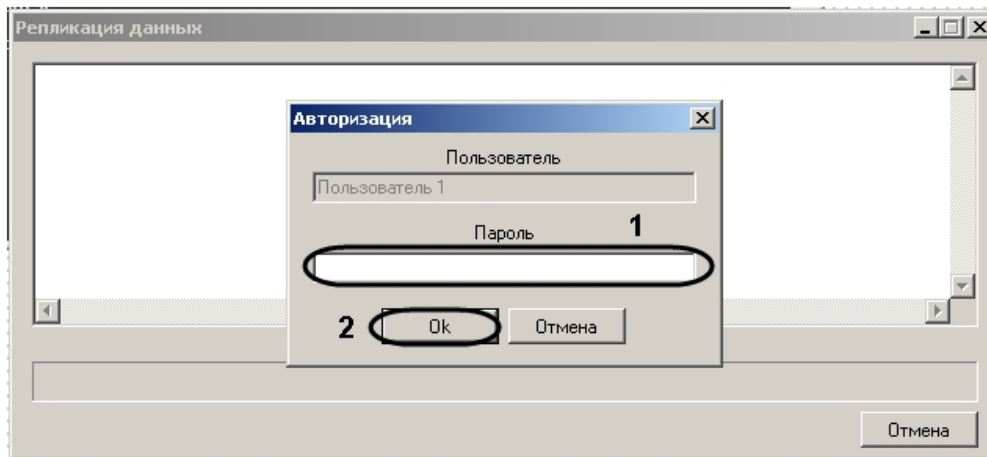 Репликация данных
Авторизация
Пользователь
Пользователь 1
Пароль
1
2
Ok
Отмена
Отмена